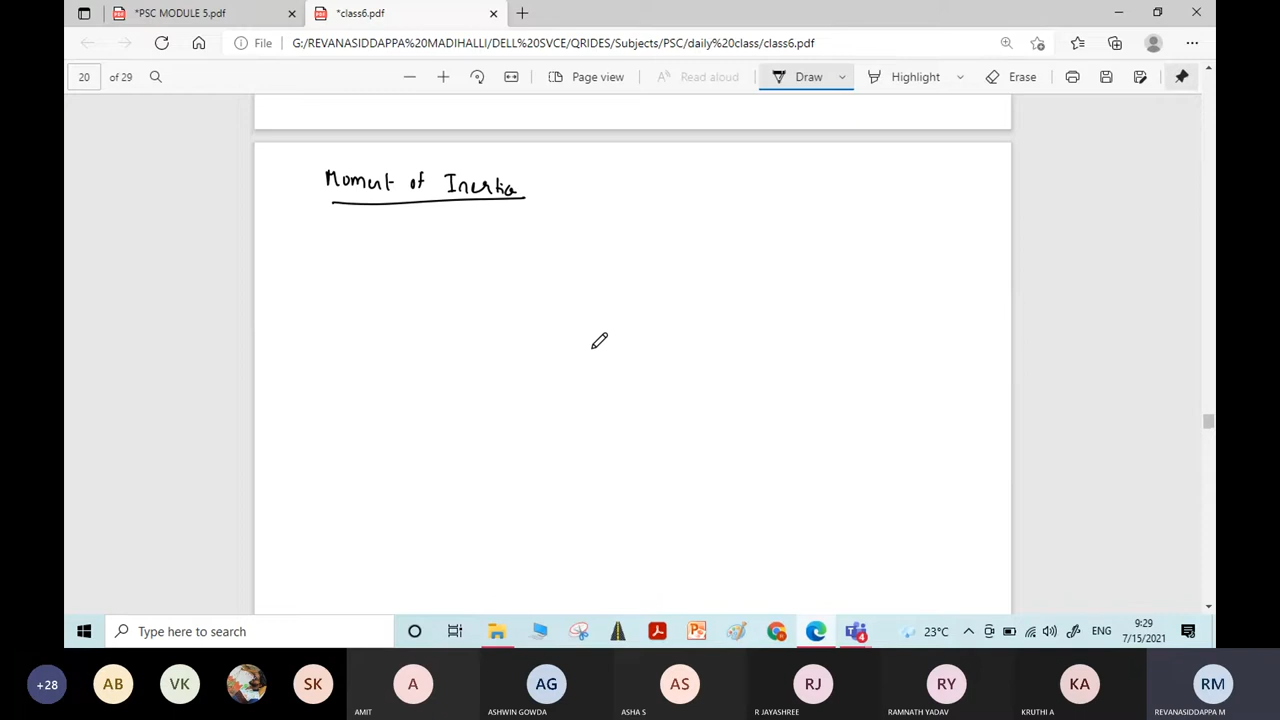 *PSC MODULE 5.pdf
*class6.pdf
File
G:/REVANASIDDAPPA%20MADIHALLI/DELL%20SVCE/QRIDES/Subjects/PSC/daily%20class/class6.pdf
20 of 29
Page view
Read aloud
Draw
Highlight
Erase
Moment of Inertia
Type here to search
4
23°C
ENG
9:29
7/15/2021
+28
AB
VK
SK
A
AMIT
AG
ASHWIN GOWDA
AS
ASHA S
RJ
R JAYASHREE
RY
RAMNATH YADAV
KA
KRUTHI A
RM
REVANASIDDAPPA M